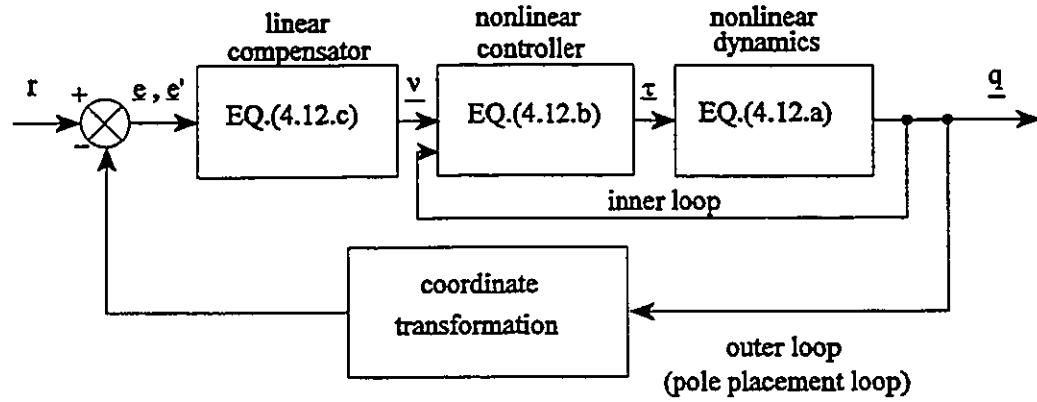 linear
compensator
nonlinear
controller
nonlinear
dynamics
r
+
−
e , e'
EQ.(4.12.c)
v
EQ.(4.12.b)
τ
EQ.(4.12.a)
q
inner loop
coordinate
transformation
outer loop
(pole placement loop)